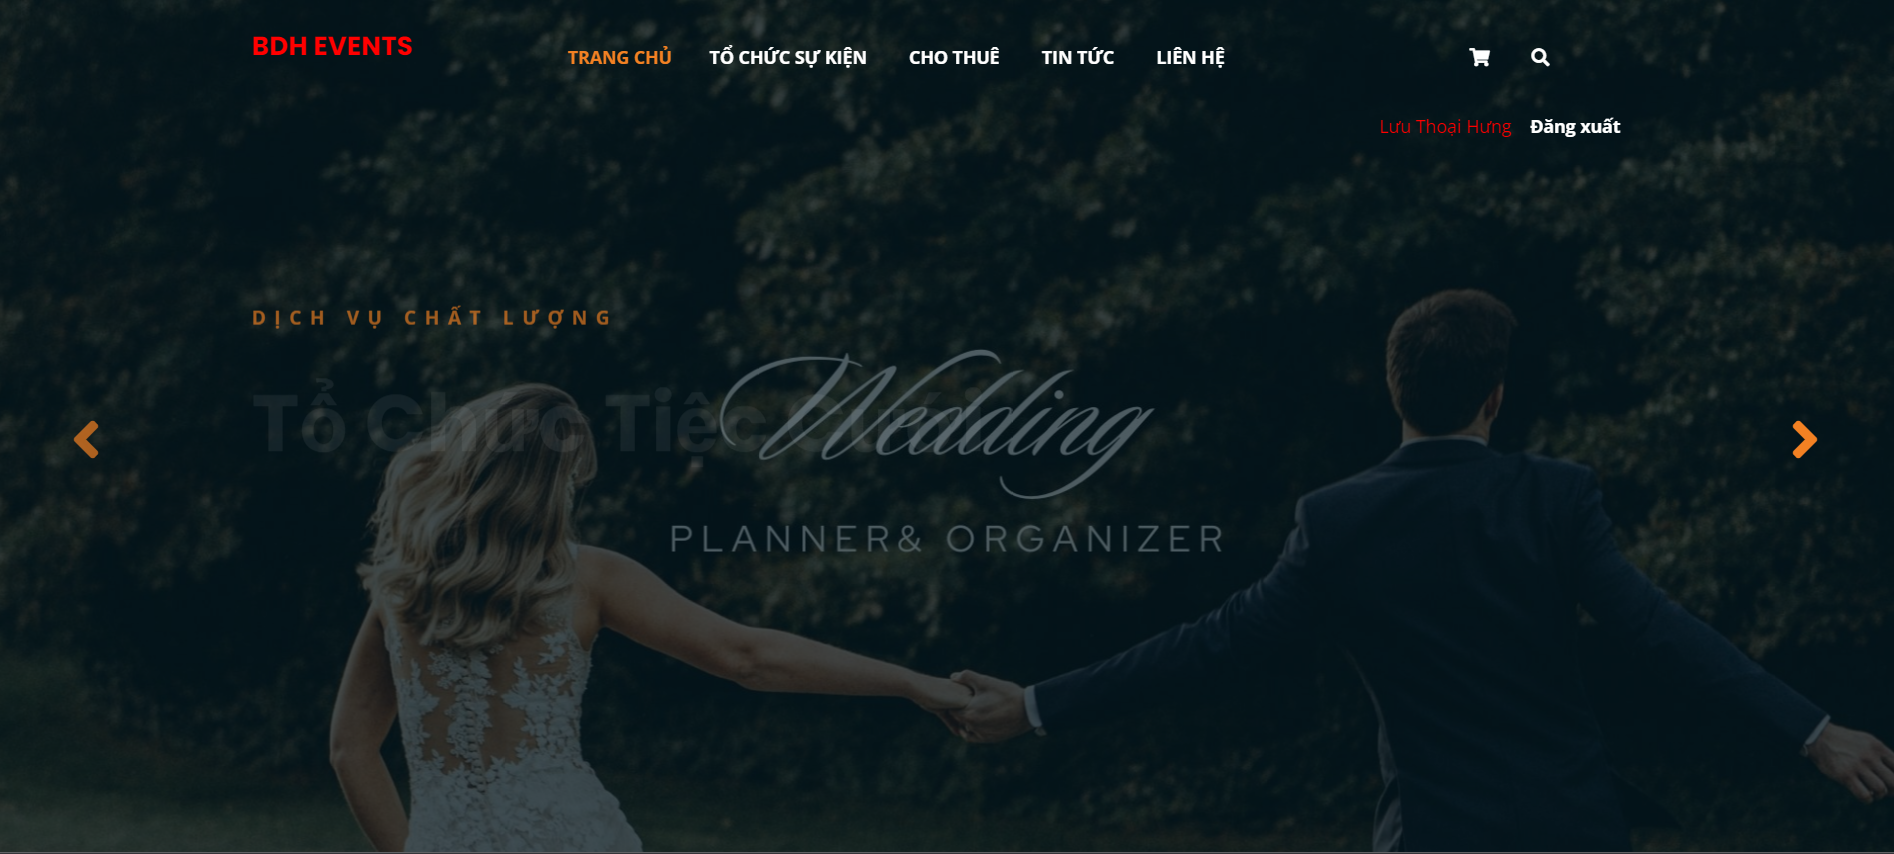 BDH EVENTS
TRANG CHỦ TỔ CHỨC SỰ KIỆN CHO THUÊ TIN TỨC LIÊN HỆ
Lưu Thoại Hưng Đăng xuất
DỊCH VỤ CHẤT LƯỢNG
Tổ Chức Tiệc Cưới
Wedding
PLANNER& ORGANIZER